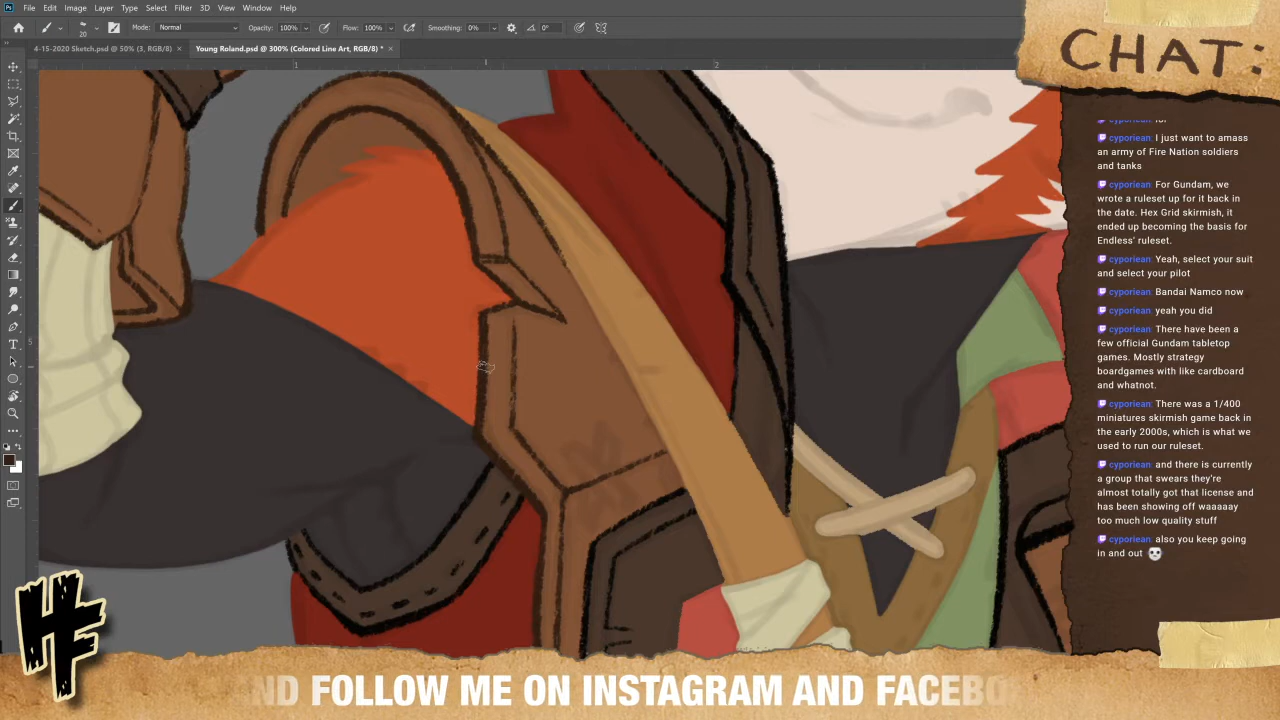 Ps File Edit Image Layer Type Select Filter 3D View Window Help
20 Mode: Normal Opacity: 100% Flow: 100% Smoothing: 0% 0°
4-15-2020 Sketch.psd @ 50% (3, RGB/8) × Young Roland.psd @ 300% (Colored Line Art, RGB/8) * ×
1 2
5
CHAT:
cyporiean: I just want to amass
an army of Fire Nation soldiers
and tanks
cyporiean: For Gundam, we
wrote a ruleset up for it back in
the date. Hex Grid skirmish, it
ended up becoming the basis for
Endless' ruleset.
cyporiean: Yeah, select your suit
and select your pilot
cyporiean: Bandai Namco now
cyporiean: yeah you did
cyporiean: There have been a
few official Gundam tabletop
games. Mostly strategy
boardgames with like cardboard
and whatnot.
cyporiean: There was a 1/400
miniatures skirmish game back in
the early 2000s, which is what we
used to run our ruleset.
cyporiean: and there is currently
a group that swears they're
almost totally got that license and
has been showing off waaaaay
too much low quality stuff
cyporiean: also you keep going
in and out 💀
HF
ND FOLLOW ME ON INSTAGRAM AND FACEBO